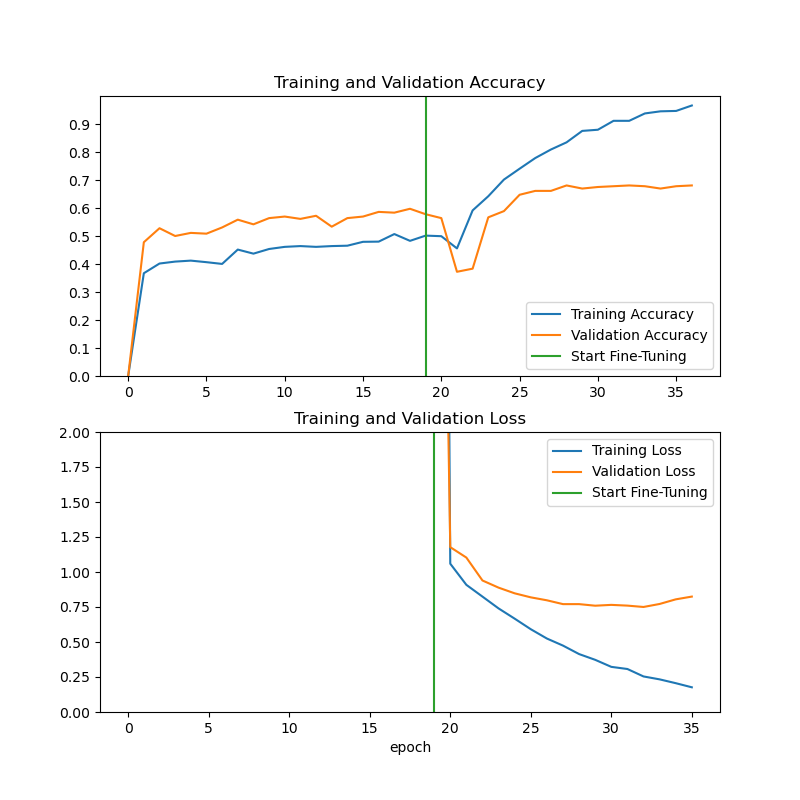 Training and Validation Accuracy
0.9
0.8
0.7
0.6
0.5
0.4
0.3
0.2
0.1
0.0
Training Accuracy
Validation Accuracy
Start Fine-Tuning
0 5 10 15 20 25 30 35
Training and Validation Loss
2.00
1.75
1.50
1.25
1.00
0.75
0.50
0.25
0.00
Training Loss
Validation Loss
Start Fine-Tuning
0 5 10 15 20 25 30 35
epoch